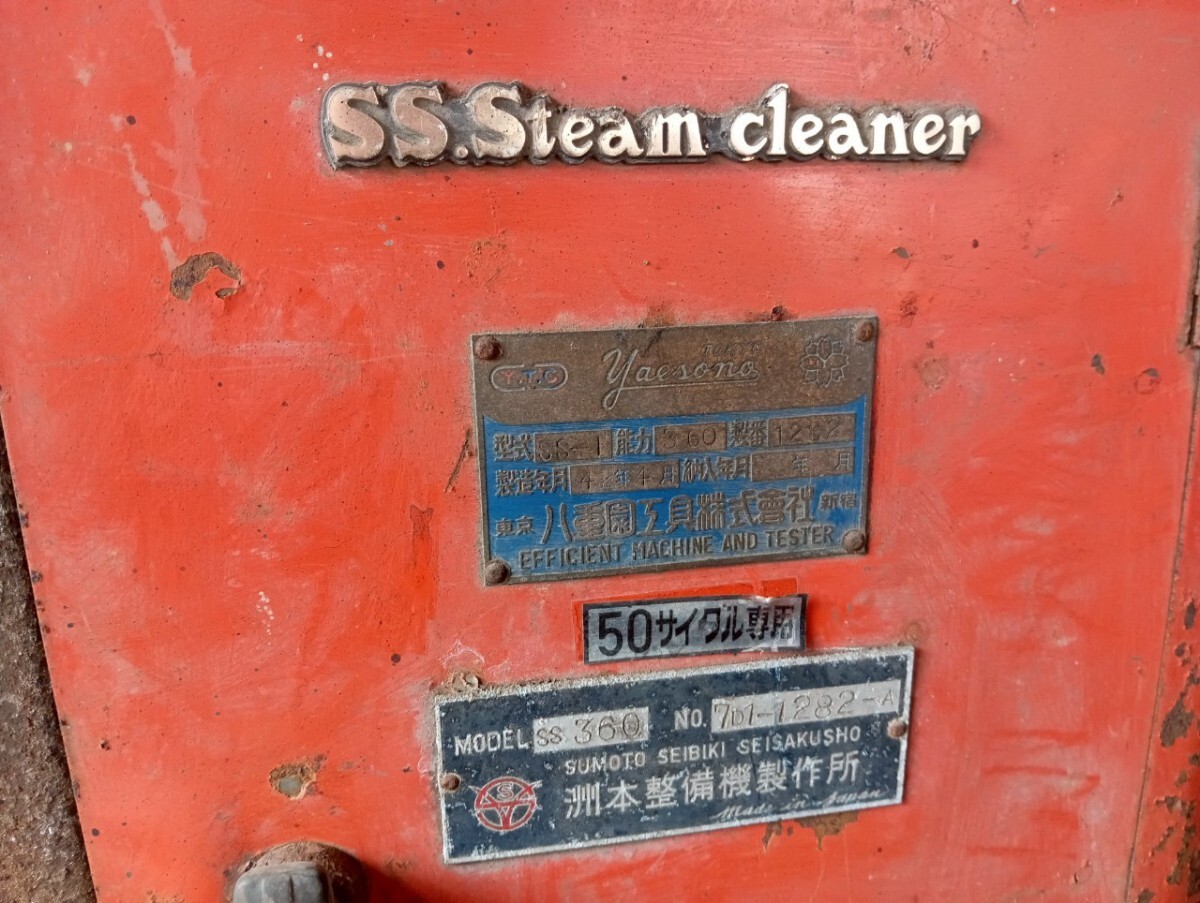 SS.Steam cleaner
Y.T.C Yaesono
型式 SS-1 能力 360 製番 1282
製造年月 42年4月 納入年月 年 月
東京 八重園工具株式會社 新宿
EFFICIENT MACHINE AND TESTER
50サイクル専用
MODEL SS 360 NO. 7D1-1282-A
SUMOTO SEIBIKI SEISAKUSHO
洲本整備機製作所
Made in Japan